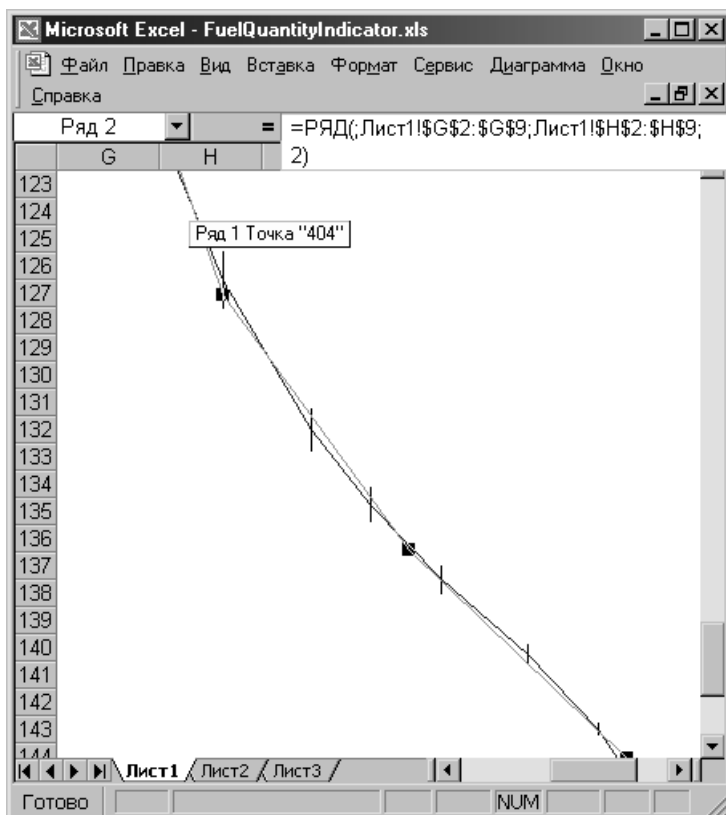 Microsoft Excel - FuelQuantityIndicator.xls
Файл Правка Вид Вставка Формат Сервис Диаграмма Окно
Справка
Ряд 2 = =РЯД(;Лист1!$G$2:$G$9;Лист1!$H$2:$H$9;
2)
G H
123
124
125
Ряд 1 Точка "404"
126
127
128
129
130
131
132
133
134
135
136
137
138
139
140
141
142
143
144
Лист1 Лист2 Лист3
Готово NUM